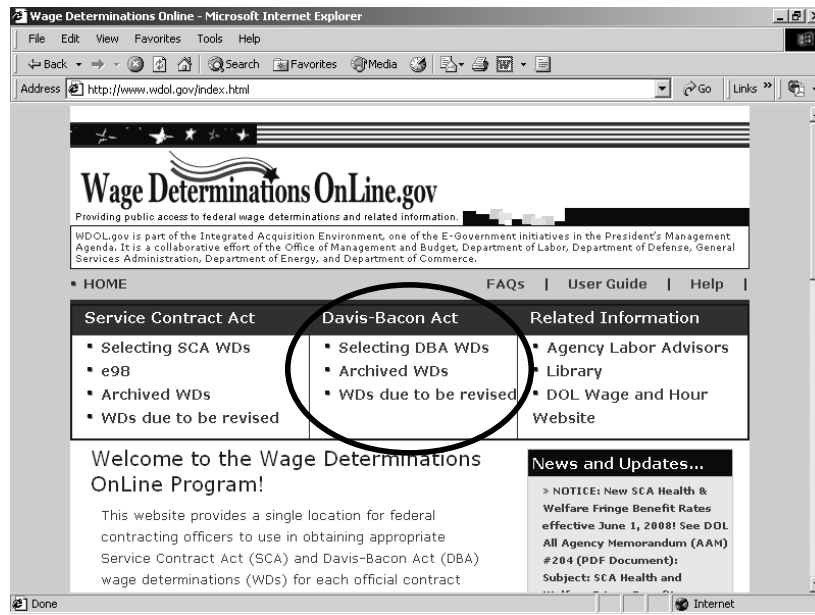 Wage Determinations Online - Microsoft Internet Explorer
File Edit View Favorites Tools Help
Back Search Favorites Media
Address http://www.wdol.gov/index.html Go Links »
Wage Determinations OnLine.gov
Providing public access to federal wage determinations and related information.
WDOL.gov is part of the Integrated Acquisition Environment, one of the E-Government initiatives in the President's Management
Agenda. It is a collaborative effort of the Office of Management and Budget, Department of Labor, Department of Defense, General
Services Administration, Department of Energy, and Department of Commerce.
▪ HOME FAQs | User Guide | Help |
Service Contract Act
▪ Selecting SCA WDs
▪ e98
▪ Archived WDs
▪ WDs due to be revised
Davis-Bacon Act
▪ Selecting DBA WDs
▪ Archived WDs
▪ WDs due to be revised
Related Information
▪ Agency Labor Advisors
▪ Library
▪ DOL Wage and Hour
Website
Welcome to the Wage Determinations
OnLine Program!
This website provides a single
location for federal
contracting officers to use in
obtaining appropriate
Service Contract Act (SCA)
and Davis-Bacon Act (DBA)
wage determinations (WDs) for
each official contract
News and Updates...
» NOTICE: New SCA Health &
Welfare Fringe Benefit Rates
effective June 1, 2008! See DOL
All Agency Memorandum (AAM)
#204 (PDF Document):
Subject: SCA Health and
Done Internet